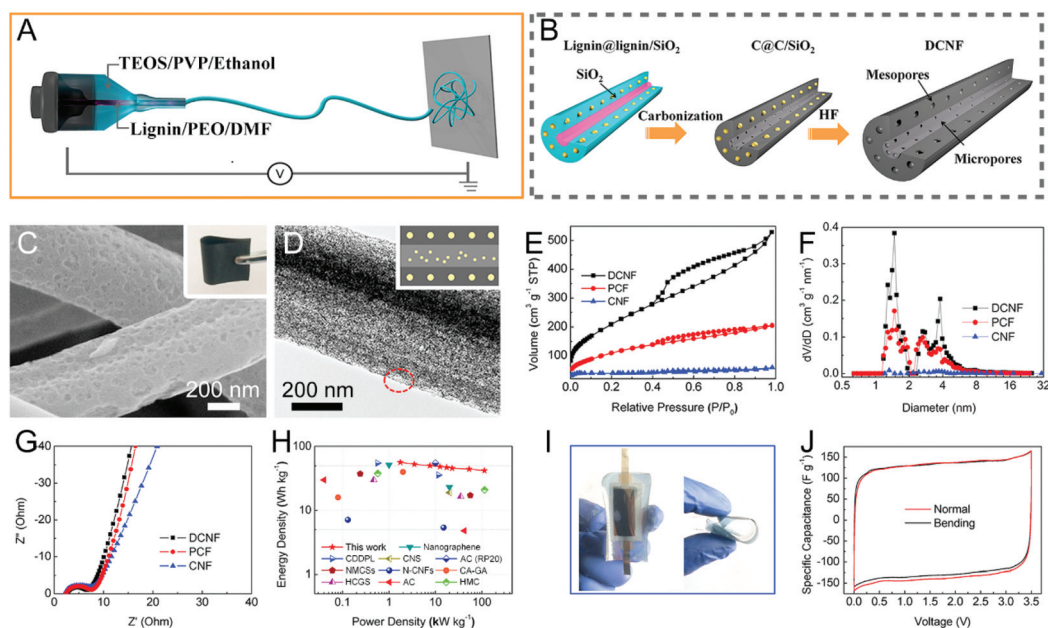 A
TEOS/PVP/Ethanol
Lignin/PEO/DMF
V
B
Lignin@lignin/SiO₂
C@C/SiO₂
DCNF
SiO₂
Mesopores
Carbonization
HF
Micropores
C
200 nm
D
200 nm
E
Volume (cm³ g⁻¹ STP)
500
400
300
200
100
0
DCNF
PCF
CNF
0.0 0.2 0.4 0.6 0.8 1.0
Relative Pressure (P/P₀)
F
dV/dD (cm³ g⁻¹ nm⁻¹)
0.4
0.3
0.2
0.1
0.0
DCNF
PCF
CNF
0.5 1 2 4 8 16 32
Diameter (nm)
G
Z" (Ohm)
-40
-30
-20
-10
0
DCNF
PCF
CNF
0 10 20 30 40
Z' (Ohm)
H
Energy Density (Wh kg⁻¹)
100
10
1
This work Nanographene
CDDPL CNS AC (RP20)
NMCSs N-CNFs CA-GA
HCGS AC HMC
0.1 1 10 100
Power Density (kW kg⁻¹)
I
J
Specific Capacitance (F g⁻¹)
150
100
50
0
-50
-100
-150
Normal
Bending
0.0 0.5 1.0 1.5 2.0 2.5 3.0 3.5
Voltage (V)